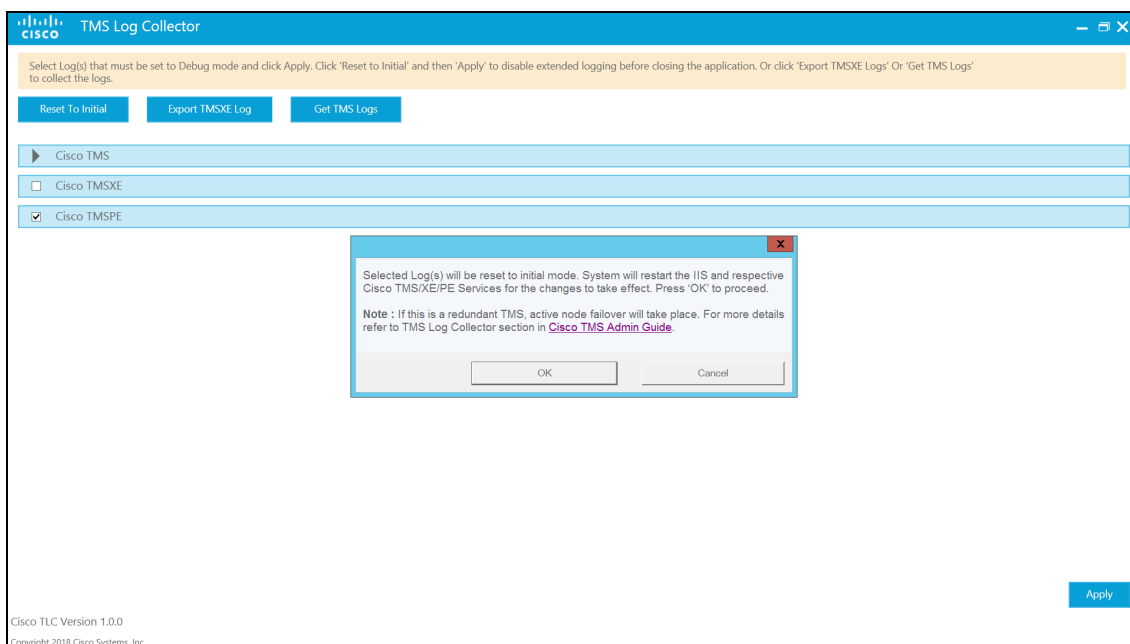 CISCO
TMS Log Collector
Select Log(s) that must be set to Debug mode and click Apply. Click 'Reset to Initial' and then 'Apply' to disable extended logging before closing the application. Or click 'Export TMSXE Logs' Or 'Get TMS Logs'
to collect the logs.
Reset To Initial
Export TMSXE Log
Get TMS Logs
Cisco TMS
Cisco TMSXE
Cisco TMSPE
x
Selected Log(s) will be reset to initial mode. System will restart the IIS and respective
Cisco TMS/XE/PE Services for the changes to take effect. Press 'OK' to proceed.
Note : If this is a redundant TMS, active node failover will take place. For more details
refer to TMS Log Collector section in Cisco TMS Admin Guide.
OK
Cancel
Apply
Cisco TLC Version 1.0.0
Copyright 2018 Cisco Systems, Inc